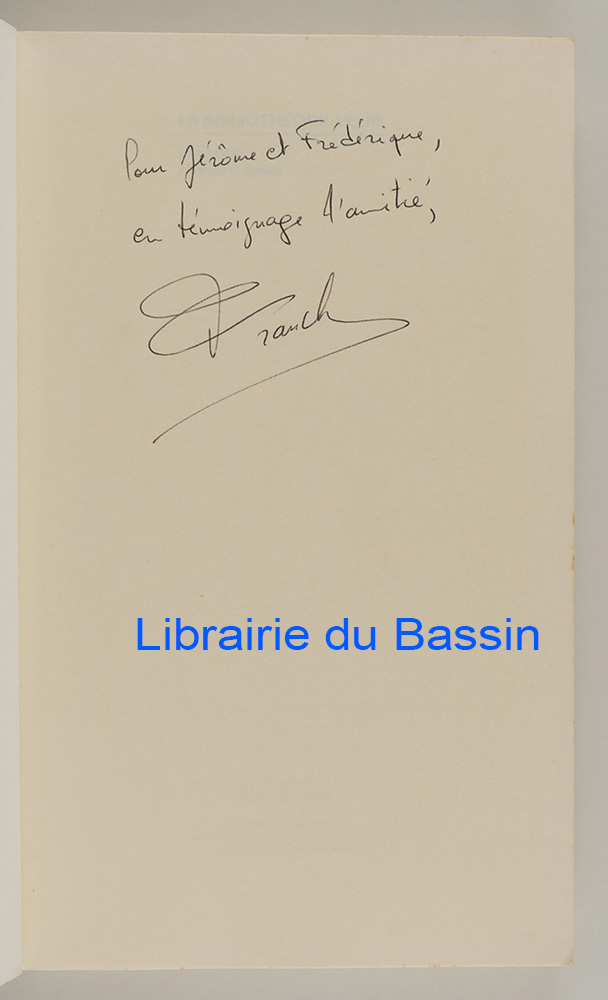 Pour Jérôme et Frédérique,
en témoignage d'amitié,
Franck
Librairie du Bassin